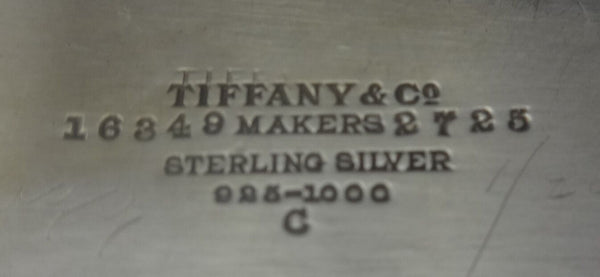 TIFFANY & Co
16349 MAKERS 2725
STERLING SILVER
925-1000
C